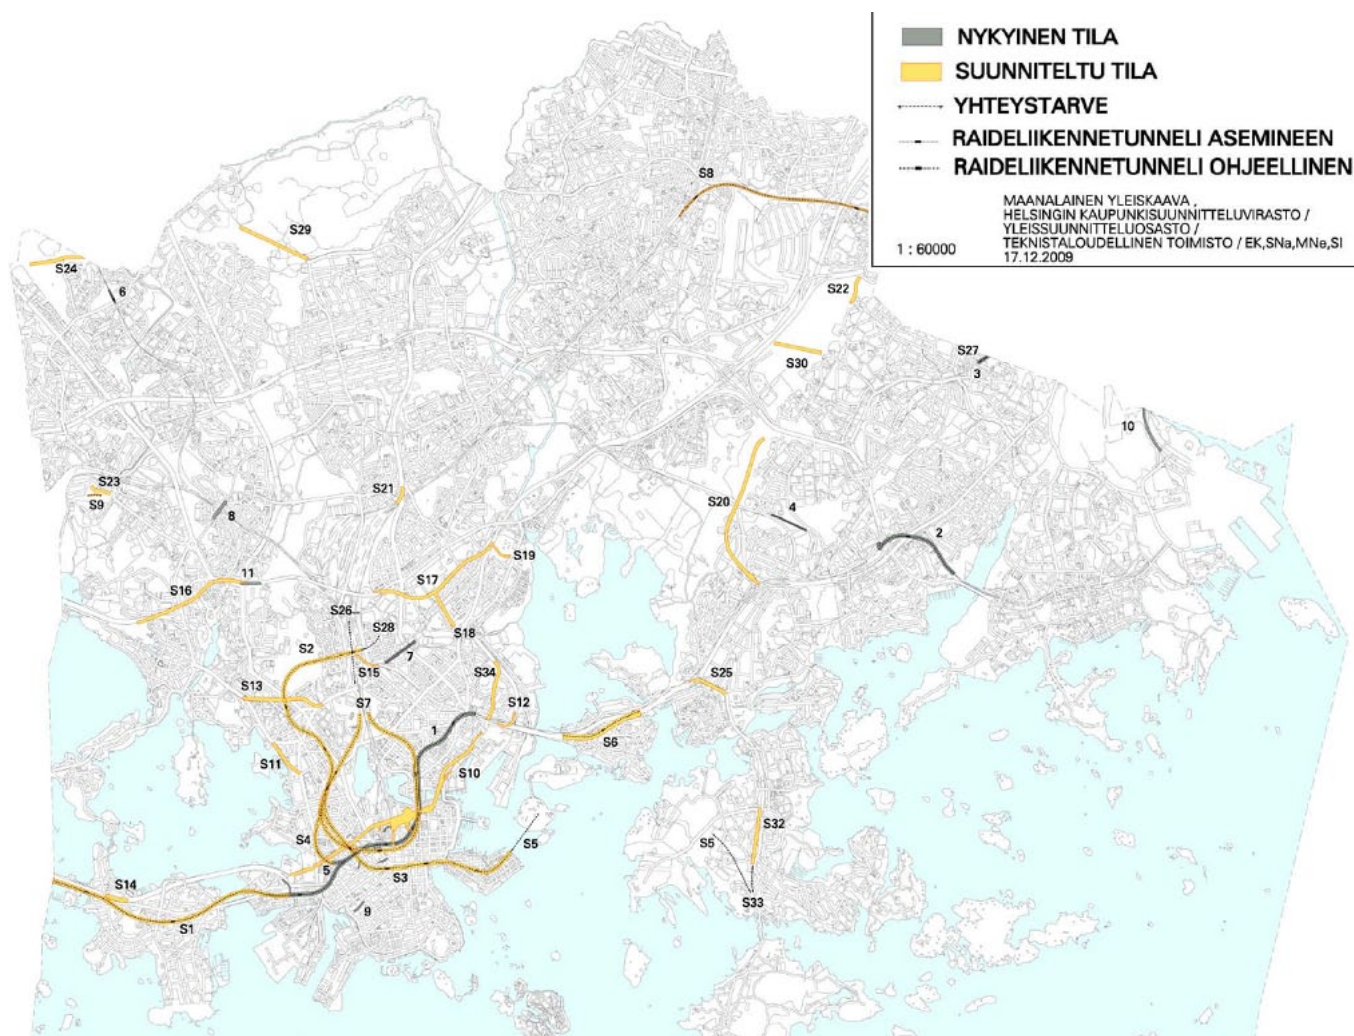 NYKYINEN TILA
SUUNNITELTU TILA
YHTEYSTARVE
RAIDELIIKENNETUNNELI ASEMINEEN
RAIDELIIKENNETUNNELI OHJEELLINEN
MAANALAINEN YLEISKAAVA ,
HELSINGIN KAUPUNKISUUNNITTELUVIRASTO /
YLEISSUUNNITTELUOSASTO /
TEKNISTALOUDELLINEN TOIMISTO / EK,SNa,MNe,SI
1 : 60000
17.12.2009
S8
S29
S24
6
S22
S30
S27
3
10
S23
S9
S21
8
S20
4
2
S19
11
S17
S16
S26
S28
S18
S2
7
S15
S34
S25
S13
S7
S12
1
S6
S11
S10
S4
S32
S5
S5
5
S3
S14
S33
9
S1